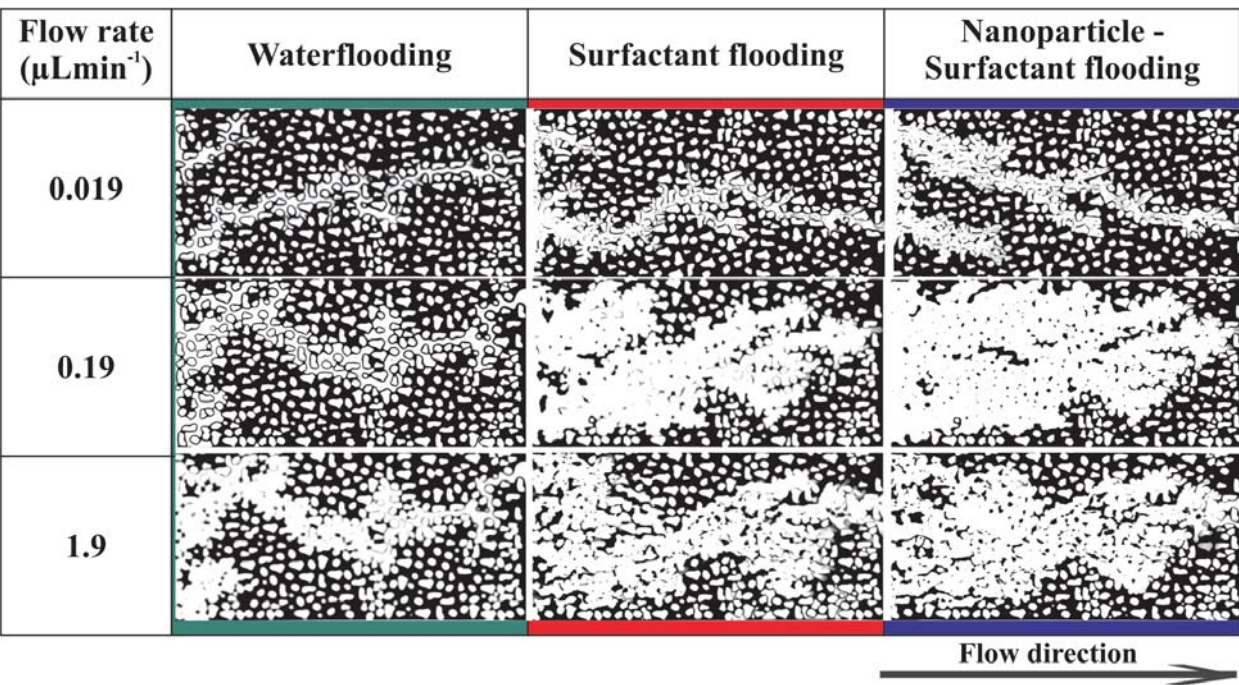 Flow rate
(µLmin⁻¹)
Waterflooding
Surfactant flooding
Nanoparticle -
Surfactant flooding
0.019
0.19
1.9
Flow direction